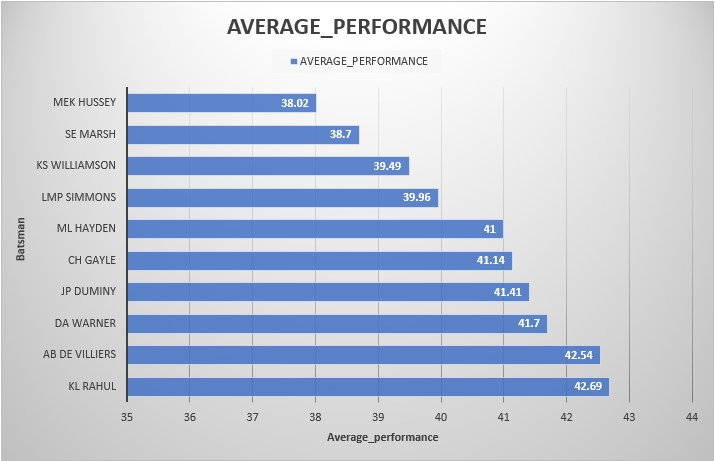 AVERAGE_PERFORMANCE
AVERAGE_PERFORMANCE
MEK HUSSEY 38.02
SE MARSH 38.7
KS WILLIAMSON 39.49
LMP SIMMONS 39.96
ML HAYDEN 41
CH GAYLE 41.14
JP DUMINY 41.41
DA WARNER 41.7
AB DE VILLIERS 42.54
KL RAHUL 42.69
Batsman
35 36 37 38 39 40 41 42 43 44
Average_performance